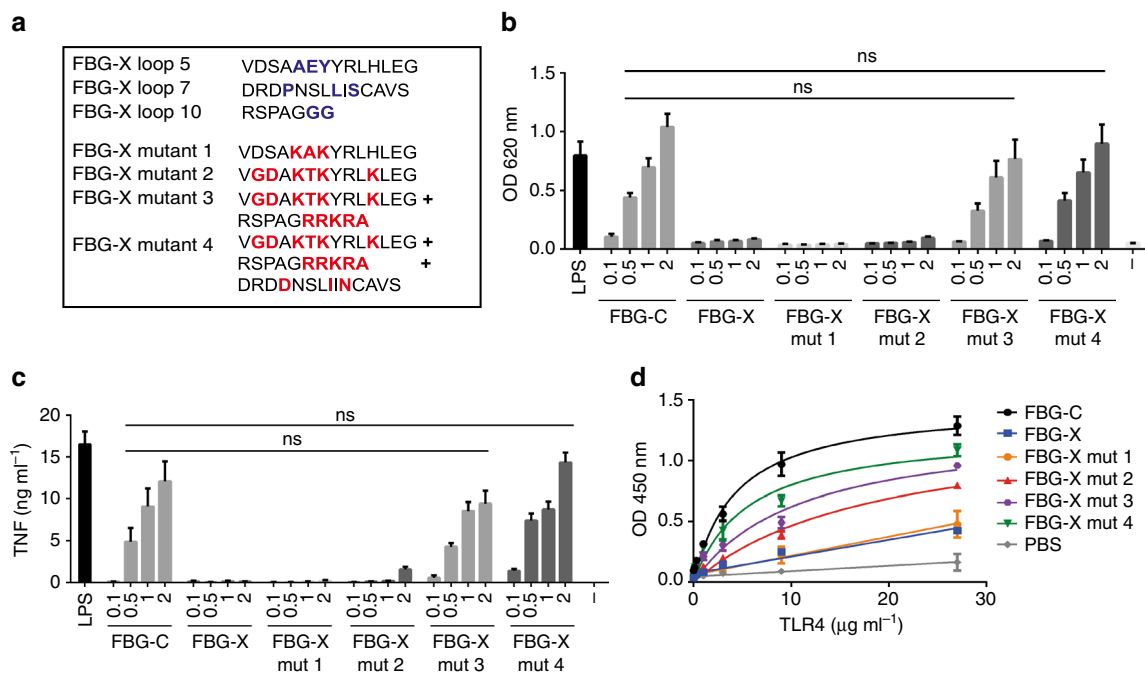 a
FBG-X loop 5 VDSAAEYYRLHLEG
FBG-X loop 7 DRDPNSLLISCAVS
FBG-X loop 10 RSPAGGG
FBG-X mutant 1 VDSAKAKYRLHLEG
FBG-X mutant 2 VGDAKTKYRLKLEG
FBG-X mutant 3 VGDAKTKYRLKLEG +
RSPAGRRKRA
FBG-X mutant 4 VGDAKTKYRLKLEG +
RSPAGRRKRA +
DRDDNSLIINCAVS
b
ns
ns
1.5
1.0
0.5
0.0
OD 620 nm
LPS 0.1 0.5 1 2 0.1 0.5 1 2 0.1 0.5 1 2 0.1 0.5 1 2 0.1 0.5 1 2 0.1 0.5 1 2 –
FBG-C FBG-X FBG-X FBG-X FBG-X FBG-X
mut 1 mut 2 mut 3 mut 4
c
ns
ns
20
15
10
5
0
TNF (ng ml⁻¹)
LPS 0.1 0.5 1 2 0.1 0.5 1 2 0.1 0.5 1 2 0.1 0.5 1 2 0.1 0.5 1 2 0.1 0.5 1 2 –
FBG-C FBG-X FBG-X FBG-X FBG-X FBG-X
mut 1 mut 2 mut 3 mut 4
d
1.5
1.0
0.5
0.0
OD 450 nm
0 10 20 30
TLR4 (μg ml⁻¹)
FBG-C
FBG-X
FBG-X mut 1
FBG-X mut 2
FBG-X mut 3
FBG-X mut 4
PBS